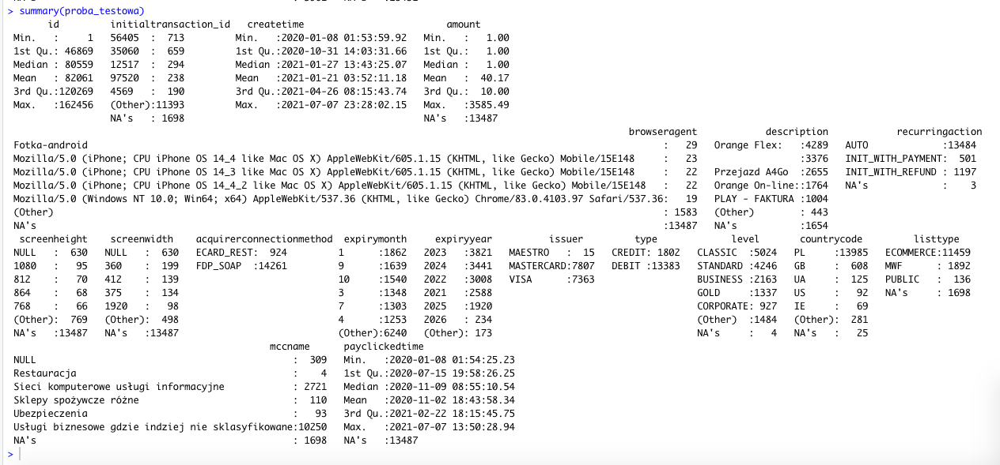 > summary(proba_testowa)
       id         initialtransaction_id   createtime                         amount       
 Min.   :     1   56405  :  713         Min.   :2020-01-08 01:53:59.92   Min.   :   1.00  
 1st Qu.: 46869   35060  :  659         1st Qu.:2020-10-31 14:03:31.66   1st Qu.:   1.00  
 Median : 80559   12517  :  294         Median :2021-01-27 13:43:25.07   Median :   1.00  
 Mean   : 82061   97520  :  238         Mean   :2021-01-21 03:52:11.18   Mean   :  40.17  
 3rd Qu.:120269   4569   :  190         3rd Qu.:2021-04-26 08:15:43.74   3rd Qu.:  10.00  
 Max.   :162456   (Other):11393         Max.   :2021-07-07 23:28:02.15   Max.   :3585.49  
                  NA's   : 1698                                          NA's   :13487    
browseragent          description            recurringaction 
 Fotka-android                                                                                                     :   29   Orange Flex:   :4289   AUTO            :13484  
 Mozilla/5.0 (iPhone; CPU iPhone OS 14_4 like Mac OS X) AppleWebKit/605.1.15 (KHTML, like Gecko) Mobile/15E148     :   23                  :3376   INIT_WITH_PAYMENT:  501  
 Mozilla/5.0 (iPhone; CPU iPhone OS 14_3 like Mac OS X) AppleWebKit/605.1.15 (KHTML, like Gecko) Mobile/15E148     :   22   Przejazd A4Go  :2655   INIT_WITH_REFUND : 1197  
 Mozilla/5.0 (iPhone; CPU iPhone OS 14_4_2 like Mac OS X) AppleWebKit/605.1.15 (KHTML, like Gecko) Mobile/15E148   :   22   Orange On-line::1764   NA's             :    3  
 Mozilla/5.0 (Windows NT 10.0; Win64; x64) AppleWebKit/537.36 (KHTML, like Gecko) Chrome/83.0.4103.97 Safari/537.36:   19   PLAY - FAKTURA :1004  
 (Other)                                                                                                           : 1583   (Other)        : 443  
 NA's                                                                                                              :13487   NA's           :1654  
  screenheight    screenwidth    acquirerconnectionmethod  expirymonth     expiryyear          issuer         type             level       countrycode         listtype    
 NULL   :  630   NULL   :  630   ECARD_REST:  924         1      :1862   2023   :3821   MAESTRO   :  15   CREDIT: 1802   CLASSIC  :5024   PL     :13985   ECOMMERCE:11459  
 1080   :   95   360    :  199   FDP_SOAP  :14261         9      :1639   2024   :3441   MASTERCARD:7807   DEBIT :13383   STANDARD :4246   GB     :  608   MWF      : 1892  
 812    :   70   412    :  139                            10     :1540   2022   :3008   VISA      :7363                  BUSINESS :2163   UA     :  125   PUBLIC   :  136  
 864    :   68   375    :  134                            3      :1348   2021   :2588                                    GOLD     :1337   US     :   92   NA's     : 1698  
 768    :   66   1920   :   98                            7      :1303   2025   :1920                                    CORPORATE: 927   IE     :   69  
 (Other):  769   (Other):  498                            4      :1253   2026   : 234                                    (Other)  :1484   (Other):  281  
 NA's   :13487   NA's   :13487                            (Other):6240   (Other): 173                                    NA's     :   4   NA's   :   25  
                                           mccname      payclickedtime                  
 NULL                                          :  309   Min.   :2020-01-08 01:54:25.23  
 Restauracja                                   :    4   1st Qu.:2020-07-15 19:58:26.25  
 Sieci komputerowe usługi informacyjne         : 2721   Median :2020-11-09 08:55:10.54  
 Sklepy spożywcze różne                        :  110   Mean   :2020-11-02 18:43:58.34  
 Ubezpieczenia                                 :   93   3rd Qu.:2021-02-22 18:15:45.75  
 Usługi biznesowe gdzie indziej nie sklasyfikowane:10250   Max.   :2021-07-07 13:50:28.94  
 NA's                                          : 1698   NA's   :13487  
>